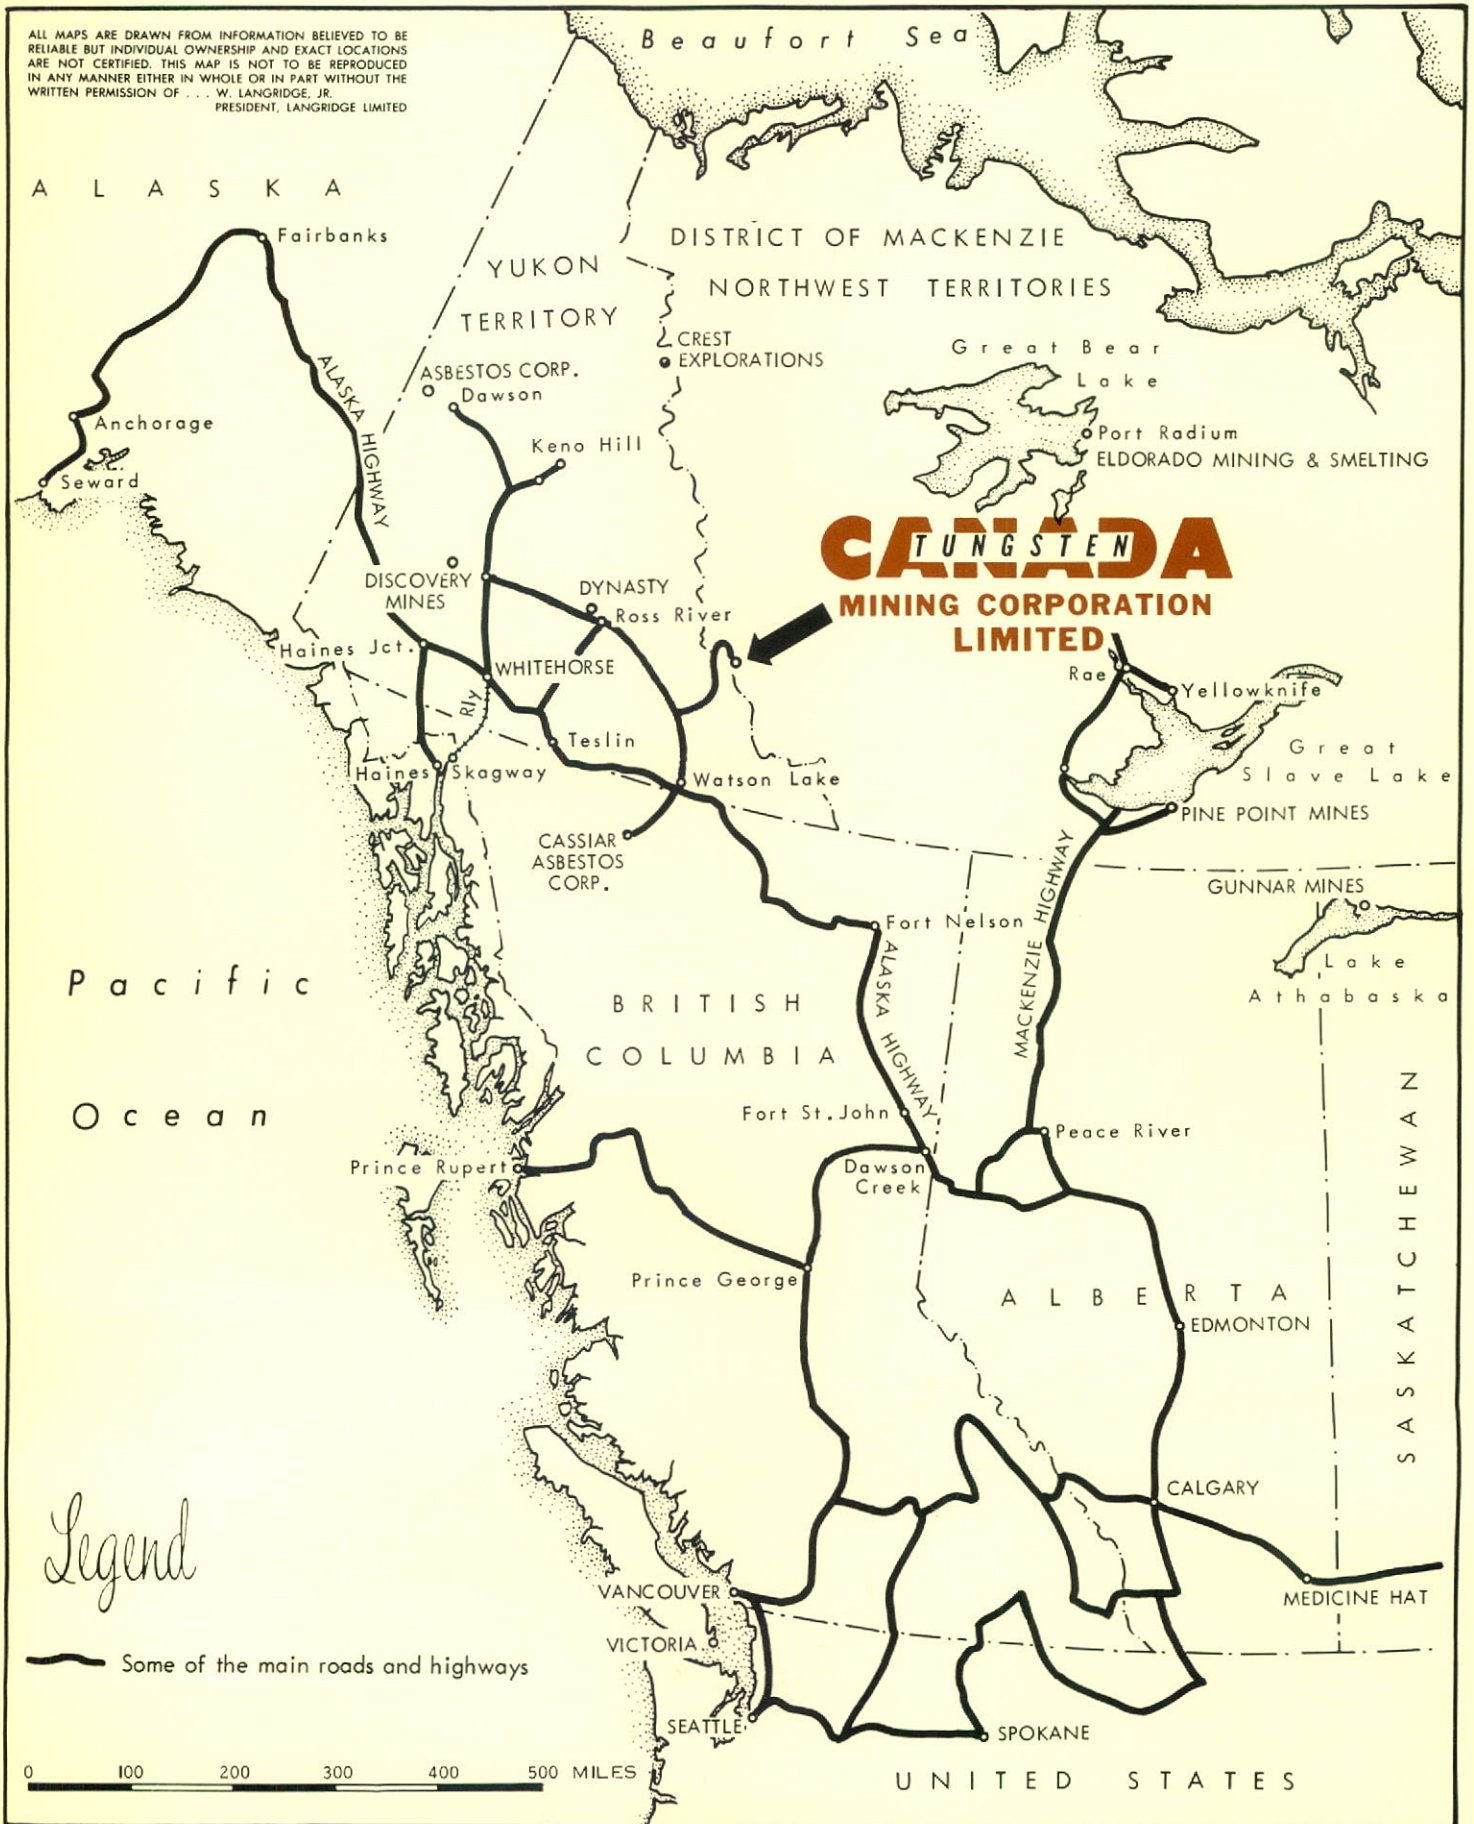 ALL MAPS ARE DRAWN FROM INFORMATION BELIEVED TO BE
RELIABLE BUT INDIVIDUAL OWNERSHIP AND EXACT LOCATIONS
ARE NOT CERTIFIED. THIS MAP IS NOT TO BE REPRODUCED
IN ANY MANNER EITHER IN WHOLE OR IN PART WITHOUT THE
WRITTEN PERMISSION OF . . . W. LANGRIDGE, JR.
PRESIDENT, LANGRIDGE LIMITED
Beaufort Sea
ALASKA
Fairbanks
DISTRICT OF MACKENZIE
NORTHWEST TERRITORIES
YUKON
TERRITORY
CREST
EXPLORATIONS
Great Bear
Lake
ASBESTOS CORP.
Dawson
ALASKA HIGHWAY
Anchorage
Keno Hill
Port Radium
ELDORADO MINING & SMELTING
Seward
CANADA
TUNGSTEN
MINING CORPORATION
LIMITED
DISCOVERY
MINES
DYNASTY
Ross River
Haines Jct.
WHITEHORSE
Rly
Rae
Yellowknife
Teslin
Great
Slave Lake
Haines
Skagway
Watson Lake
PINE POINT MINES
CASSIAR
ASBESTOS
CORP.
MACKENZIE HIGHWAY
GUNNAR MINES
Fort Nelson
Lake
Athabaska
Pacific
Ocean
ALASKA HIGHWAY
BRITISH
COLUMBIA
Fort St. John
Peace River
SASKATCHEWAN
Prince Rupert
Dawson
Creek
Prince George
ALBERTA
EDMONTON
CALGARY
Legend
VANCOUVER
MEDICINE HAT
VICTORIA
Some of the main roads and highways
SEATTLE
SPOKANE
0 100 200 300 400 500 MILES
UNITED STATES